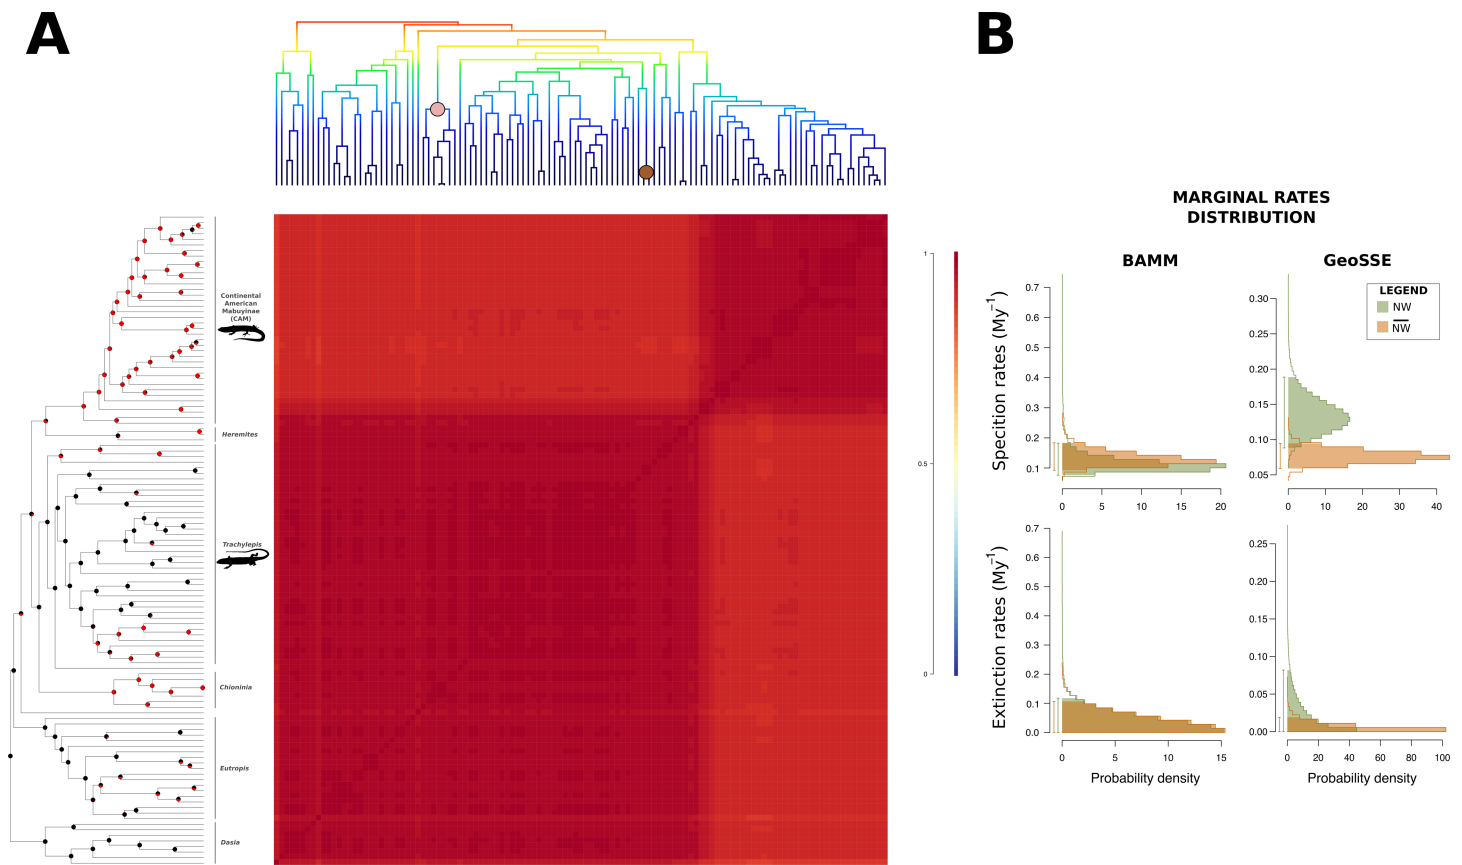 A
B
Continental
American
Mabuyinae
(CAM)
Heremites
Trachylepis
Chioninia
Eutropis
Dasia
1
0.5
0
MARGINAL RATES
DISTRIBUTION
BAMM
GeoSSE
LEGEND
NW
NW
Specition rates (My⁻¹)
0.7
0.6
0.5
0.4
0.3
0.2
0.1
0 5 10 15 20
0.30
0.25
0.20
0.15
0.10
0.05
0 10 20 30 40
Extinction rates (My⁻¹)
0.7
0.6
0.5
0.4
0.3
0.2
0.1
0.0
0 5 10 15
Probability density
0.25
0.20
0.15
0.10
0.05
0.00
0 20 40 60 80 100
Probability density